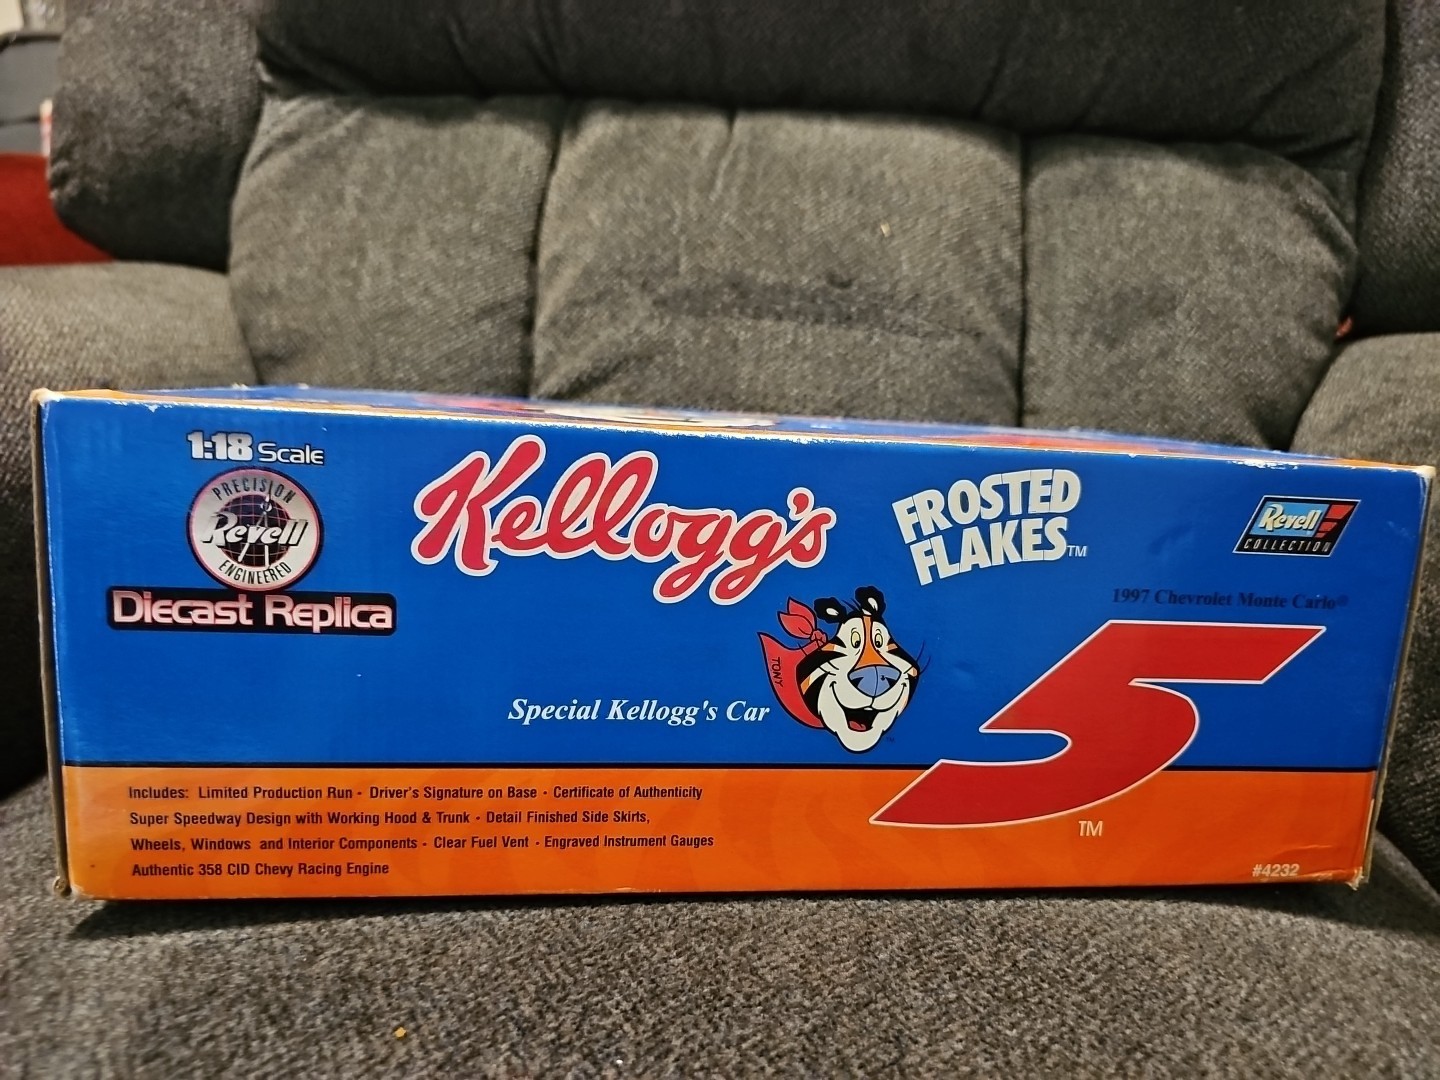 1:18 Scale
PRECISION
Revell
ENGINEERED
Diecast Replica
Kellogg's
FROSTED
FLAKES™
Revell
COLLECTION
1997 Chevrolet Monte Carlo®
TONY
Special Kellogg's Car
5
TM
Includes: Limited Production Run - Driver's Signature on Base - Certificate of Authenticity
Super Speedway Design with Working Hood & Trunk - Detail Finished Side Skirts,
Wheels, Windows and Interior Components - Clear Fuel Vent - Engraved Instrument Gauges
Authentic 358 CID Chevy Racing Engine
#4232